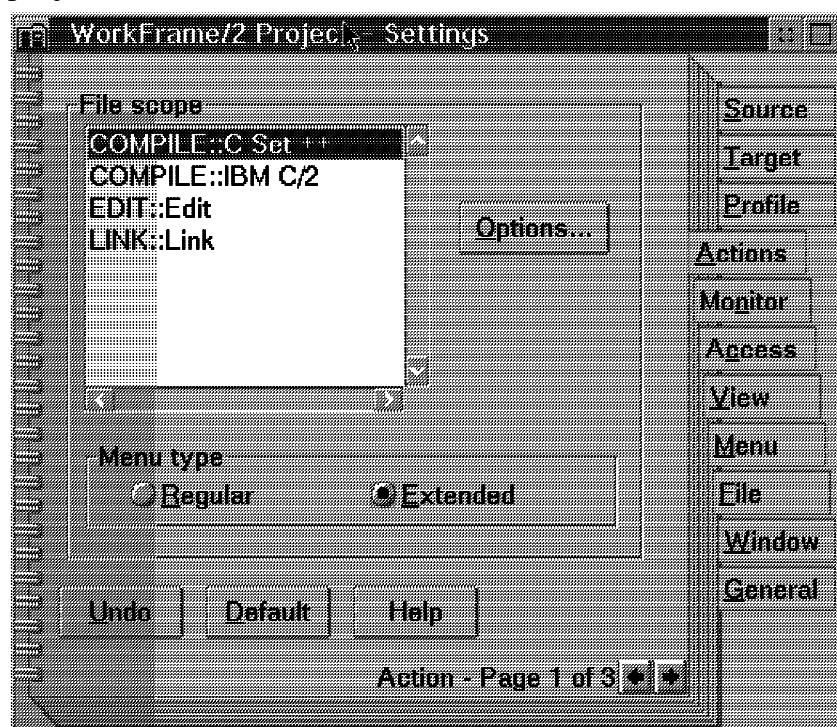 WorkFrame/2 Project - Settings
File scope
COMPILE::C Set ++
COMPILE::IBM C/2
EDIT::Edit
LINK::Link
Options...
Menu type
Regular
Extended
Undo
Default
Help
Action - Page 1 of 3
Source
Target
Profile
Actions
Monitor
Access
View
Menu
File
Window
General